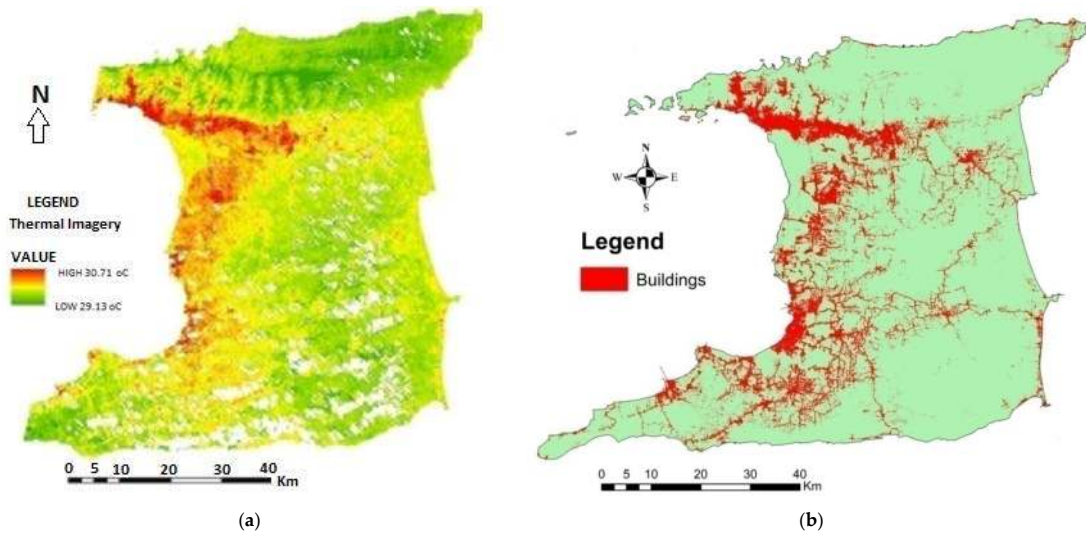 N
LEGEND
Thermal Imagery
VALUE
HIGH 30.71 oC
LOW 29.13 oC
0 5 10 20 30 40
Km
(a)
N
W E
S
Legend
Buildings
0 5 10 20 30 40
Km
(b)